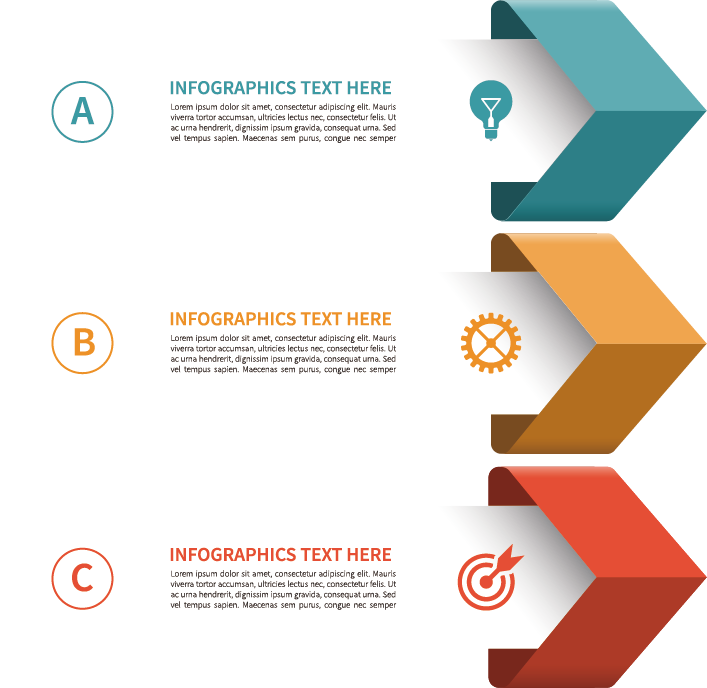 A
INFOGRAPHICS TEXT HERE
Lorem ipsum dolor sit amet, consectetur adipiscing elit. Mauris
viverra tortor accumsan, ultricies lectus nec, consectetur felis. Ut
ac urna hendrerit, dignissim ipsum gravida, consequat urna. Sed
vel tempus sapien. Maecenas sem purus, congue nec semper
B
INFOGRAPHICS TEXT HERE
Lorem ipsum dolor sit amet, consectetur adipiscing elit. Mauris
viverra tortor accumsan, ultricies lectus nec, consectetur felis. Ut
ac urna hendrerit, dignissim ipsum gravida, consequat urna. Sed
vel tempus sapien. Maecenas sem purus, congue nec semper
C
INFOGRAPHICS TEXT HERE
Lorem ipsum dolor sit amet, consectetur adipiscing elit. Mauris
viverra tortor accumsan, ultricies lectus nec, consectetur felis. Ut
ac urna hendrerit, dignissim ipsum gravida, consequat urna. Sed
vel tempus sapien. Maecenas sem purus, congue nec semper